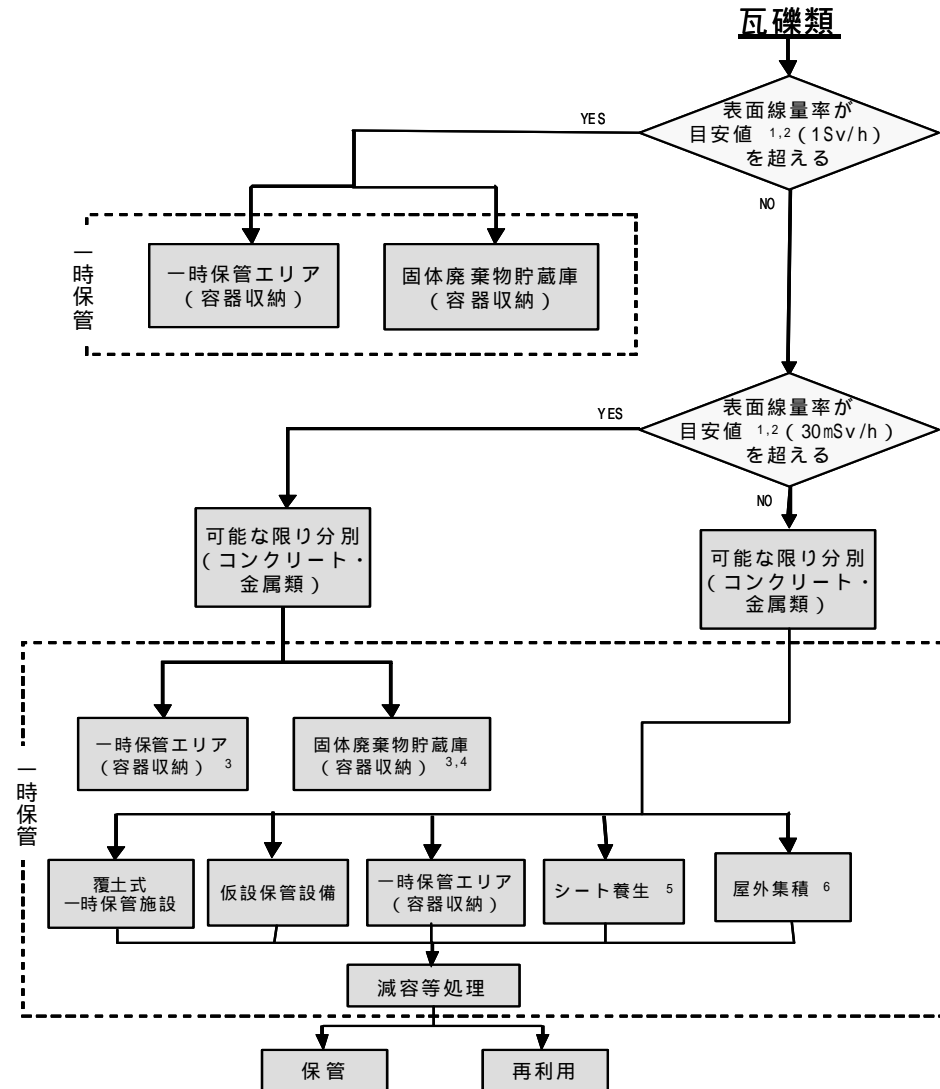 瓦礫類
表面線量率が
目安値 1,2 (1Sv/h)
を超える
YES
NO
一時保管
一時保管エリア
(容器収納)
固体廃棄物貯蔵庫
(容器収納)
表面線量率が
目安値 1,2 (30mSv/h)
を超える
YES
NO
可能な限り分別
(コンクリート・
金属類)
可能な限り分別
(コンクリート・
金属類)
一時保管
一時保管エリア
(容器収納) 3
固体廃棄物貯蔵庫
(容器収納) 3,4
覆土式
一時保管施設
仮設保管設備
一時保管エリア
(容器収納)
シート養生 5
屋外集積 6
減容等処理
保管
再利用